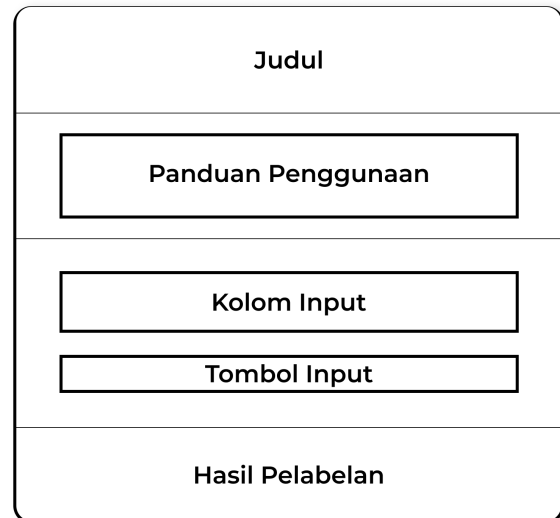 Judul
Panduan Penggunaan
Kolom Input
Tombol Input
Hasil Pelabelan